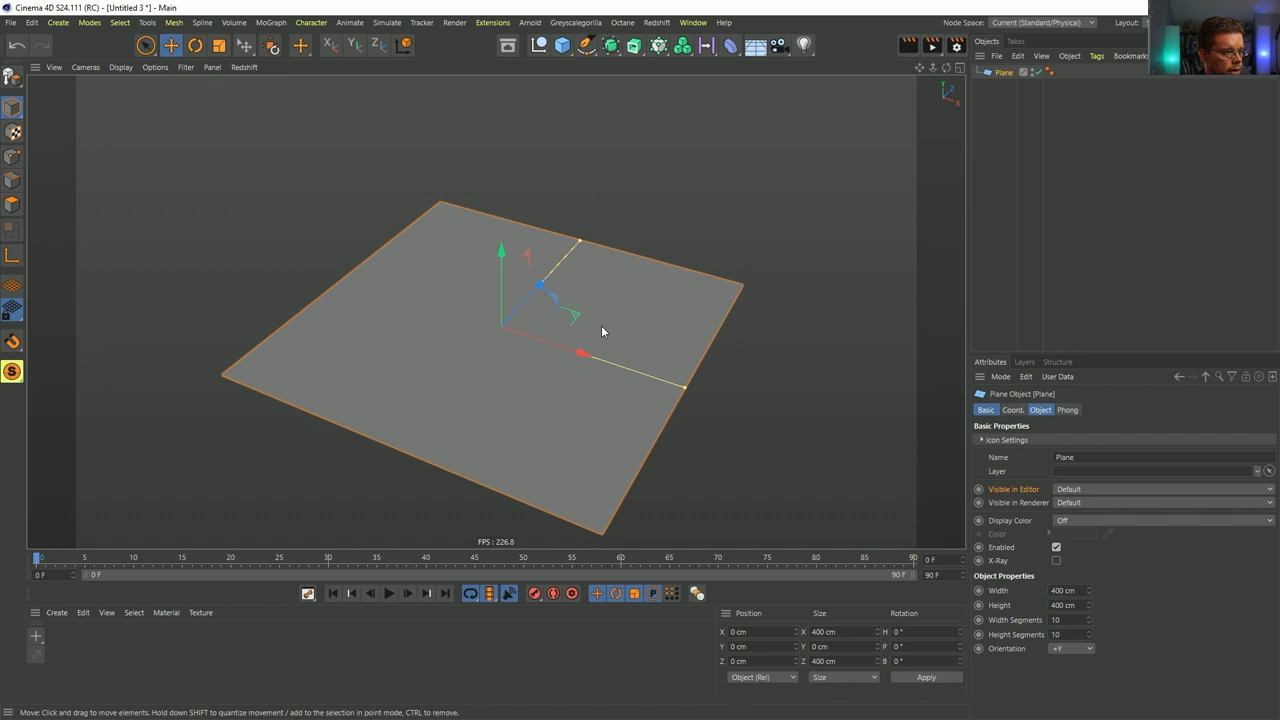 Cinema 4D S24.111 (RC) - [Untitled 3 *] - Main
File Edit Create Modes Select Tools Mesh Spline Volume MoGraph Character Animate Simulate Tracker Render Extensions Arnold Greyscalegorilla Octane Redshift Window Help Node Space: Current (Standard/Physical) Layout:
X Y Z
Objects Takes
View Cameras Display Options Filter Panel Redshift
File Edit View Object Tags Bookmarks
Plane
Y Z X
Attributes Layers Structure
Mode Edit User Data
Plane Object [Plane]
Basic Coord. Object Phong
Basic Properties
Icon Settings
Name Plane
Layer
Visible in Editor Default
Visible in Renderer Default
Display Color Off
Color
Enabled
X-Ray
Object Properties
Width 400 cm
Height 400 cm
Width Segments 10
Height Segments 10
Orientation +Y
S
FPS : 226.8
0 5 10 15 20 25 30 35 40 45 50 55 60 65 70 75 80 85 90 0 F
0 F 0 F 90 F 90 F
P
Create Edit View Select Material Texture
Position Size Rotation
X 0 cm X 400 cm H 0 °
Y 0 cm Y 0 cm P 0 °
Z 0 cm Z 400 cm B 0 °
Object (Rel) Size Apply
Move: Click and drag to move elements. Hold down SHIFT to quantize movement / add to the selection in point mode, CTRL to remove.